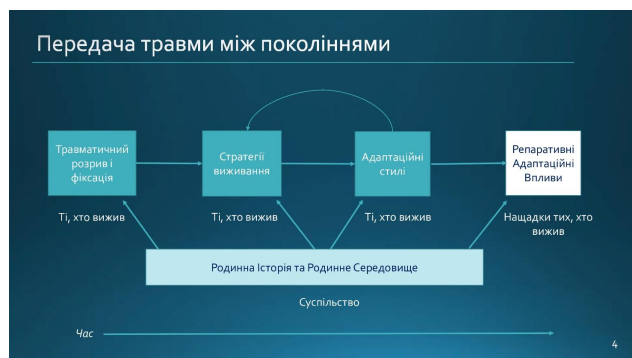 Передача травми між поколіннями
Травматичний
розрив і
фіксація
Стратегії
виживання
Адаптаційні
стилі
Репаративні
Адаптаційні
Впливи
Ті, хто вижив
Ті, хто вижив
Ті, хто вижив
Нащадки тих, хто
вижив
Родинна Історія та Родинне Середовище
Суспільство
Час
4